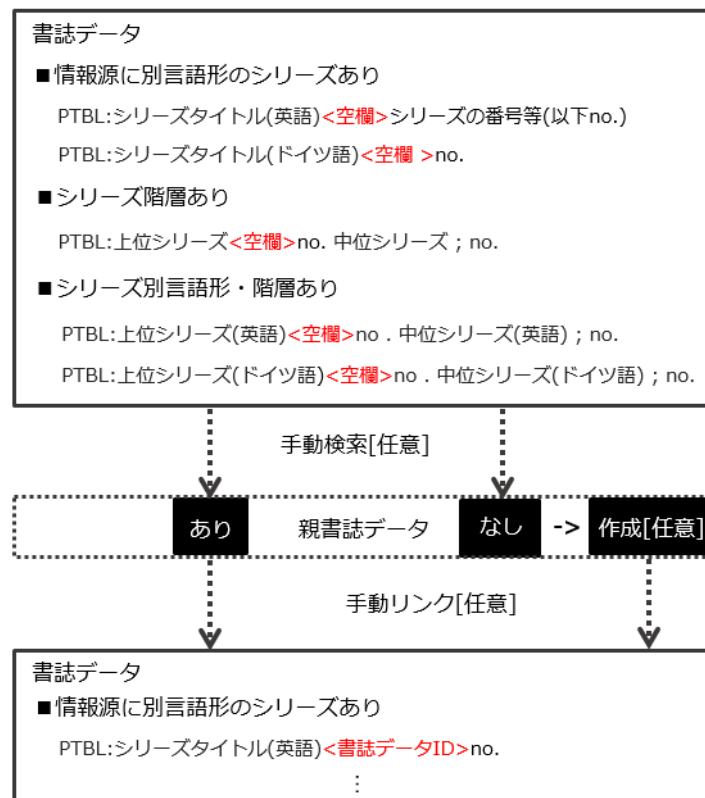 書誌データ
■情報源に別言語形のシリーズあり
PTBL:シリーズタイトル(英語)<空欄>シリーズの番号等(以下no.)
PTBL:シリーズタイトル(ドイツ語)<空欄 >no.
■シリーズ階層あり
PTBL:上位シリーズ<空欄>no. 中位シリーズ ; no.
■シリーズ別言語形・階層あり
PTBL:上位シリーズ(英語)<空欄>no . 中位シリーズ(英語) ; no.
PTBL:上位シリーズ(ドイツ語)<空欄>no . 中位シリーズ(ドイツ語) ; no.
手動検索[任意]
あり 親書誌データ なし -> 作成[任意]
手動リンク[任意]
書誌データ
■情報源に別言語形のシリーズあり
PTBL:シリーズタイトル(英語)<書誌データID>no.
⋮